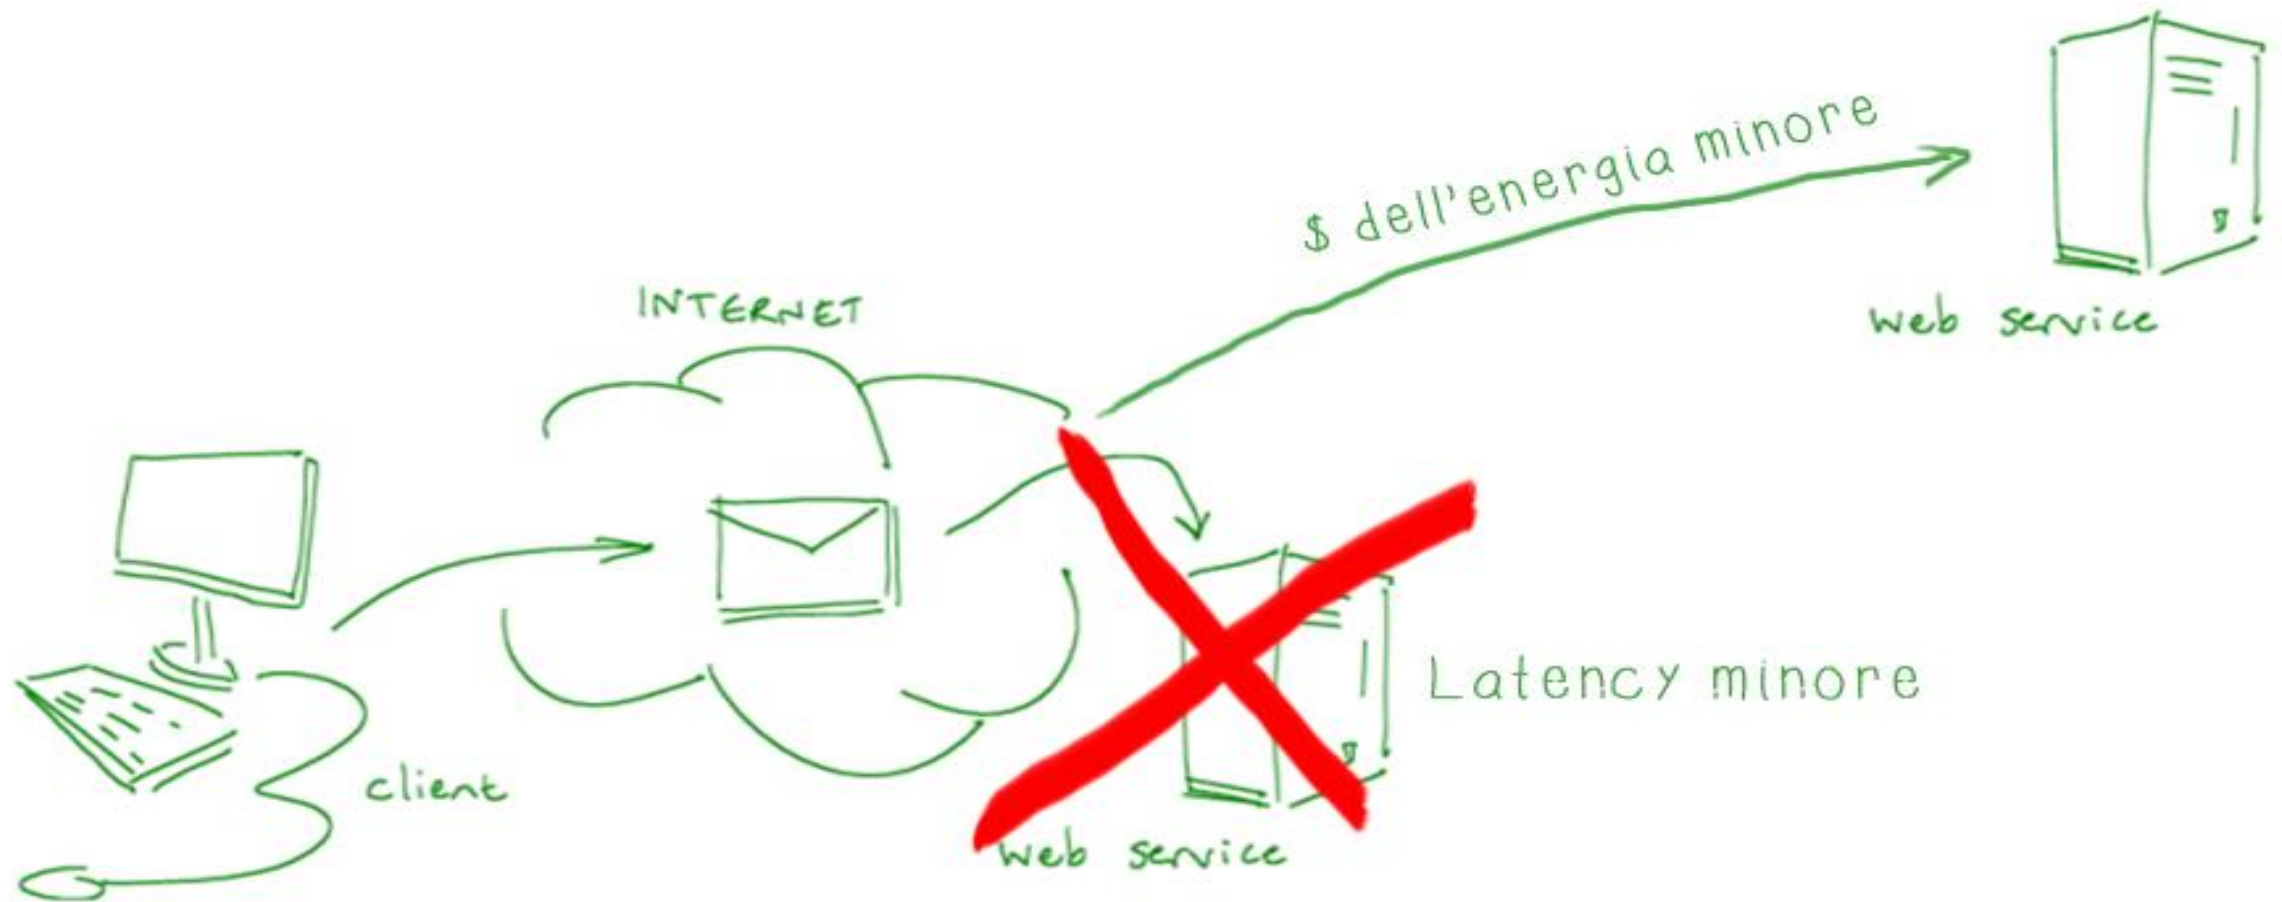 $ dell'energia minore
web service
INTERNET
Latency minore
client
web service